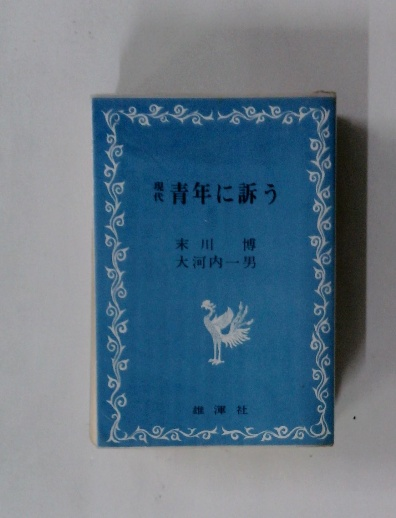 現代 青年に訴う
末川 博
大河内一男
雄渾社